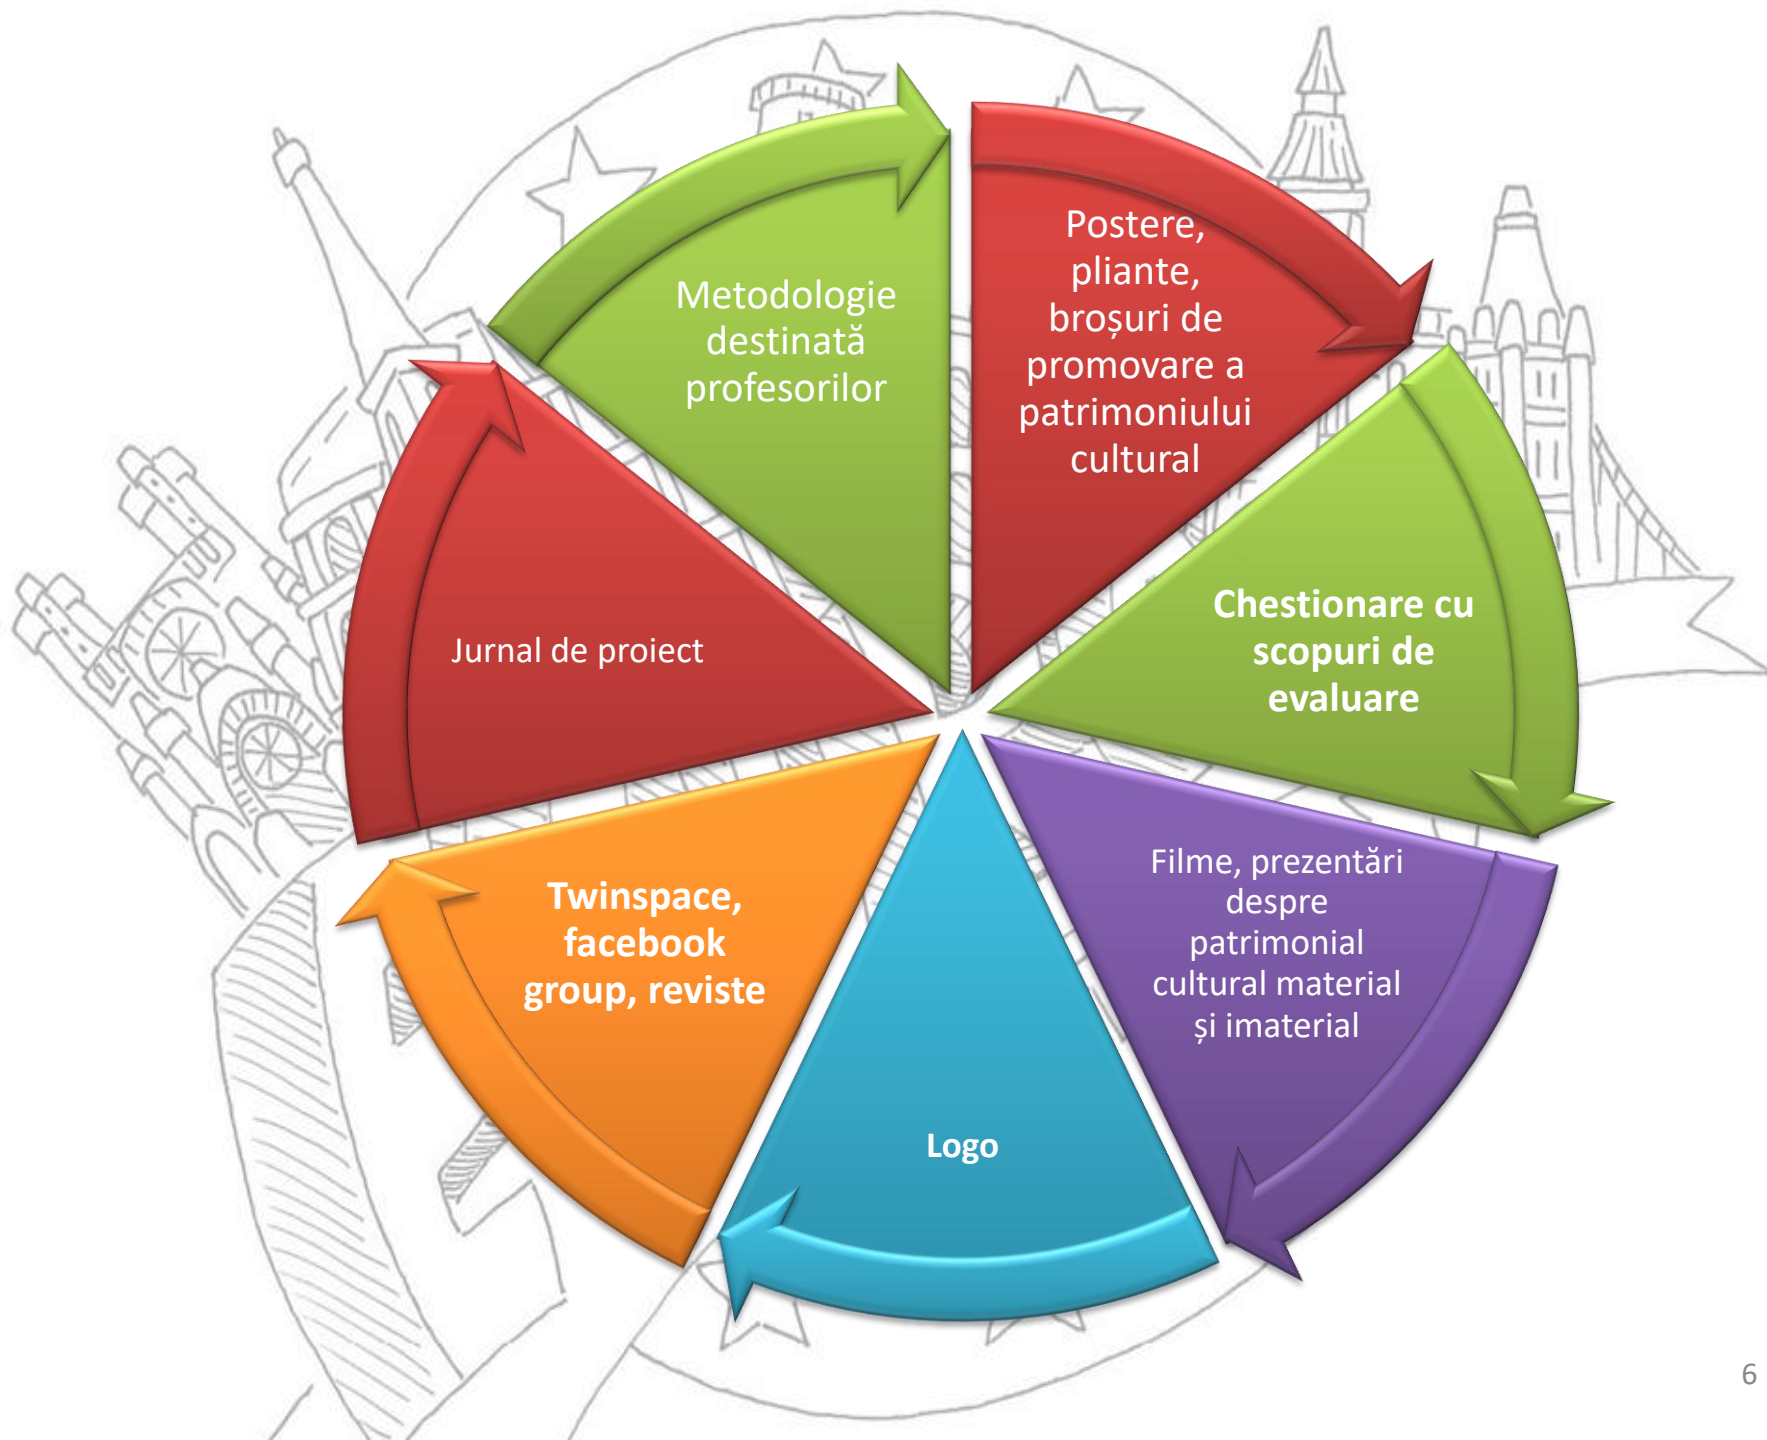 Postere,
pliante,
broșuri de
promovare a
patrimoniului
cultural
Chestionare cu
scopuri de
evaluare
Filme, prezentări
despre
patrimonial
cultural material
și imaterial
Logo
Twinspace,
facebook
group, reviste
Jurnal de proiect
Metodologie
destinată
profesorilor
6